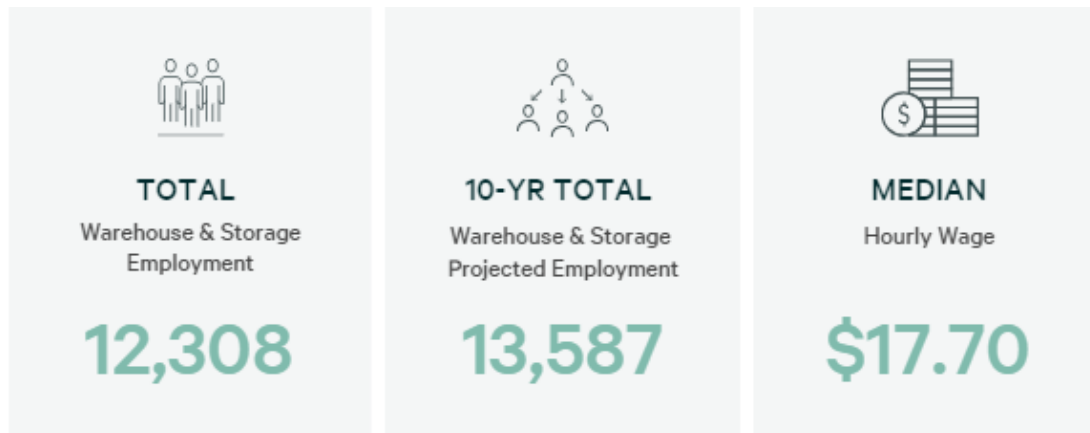 TOTAL
Warehouse & Storage
Employment
12,308
10-YR TOTAL
Warehouse & Storage
Projected Employment
13,587
$
MEDIAN
Hourly Wage
$17.70